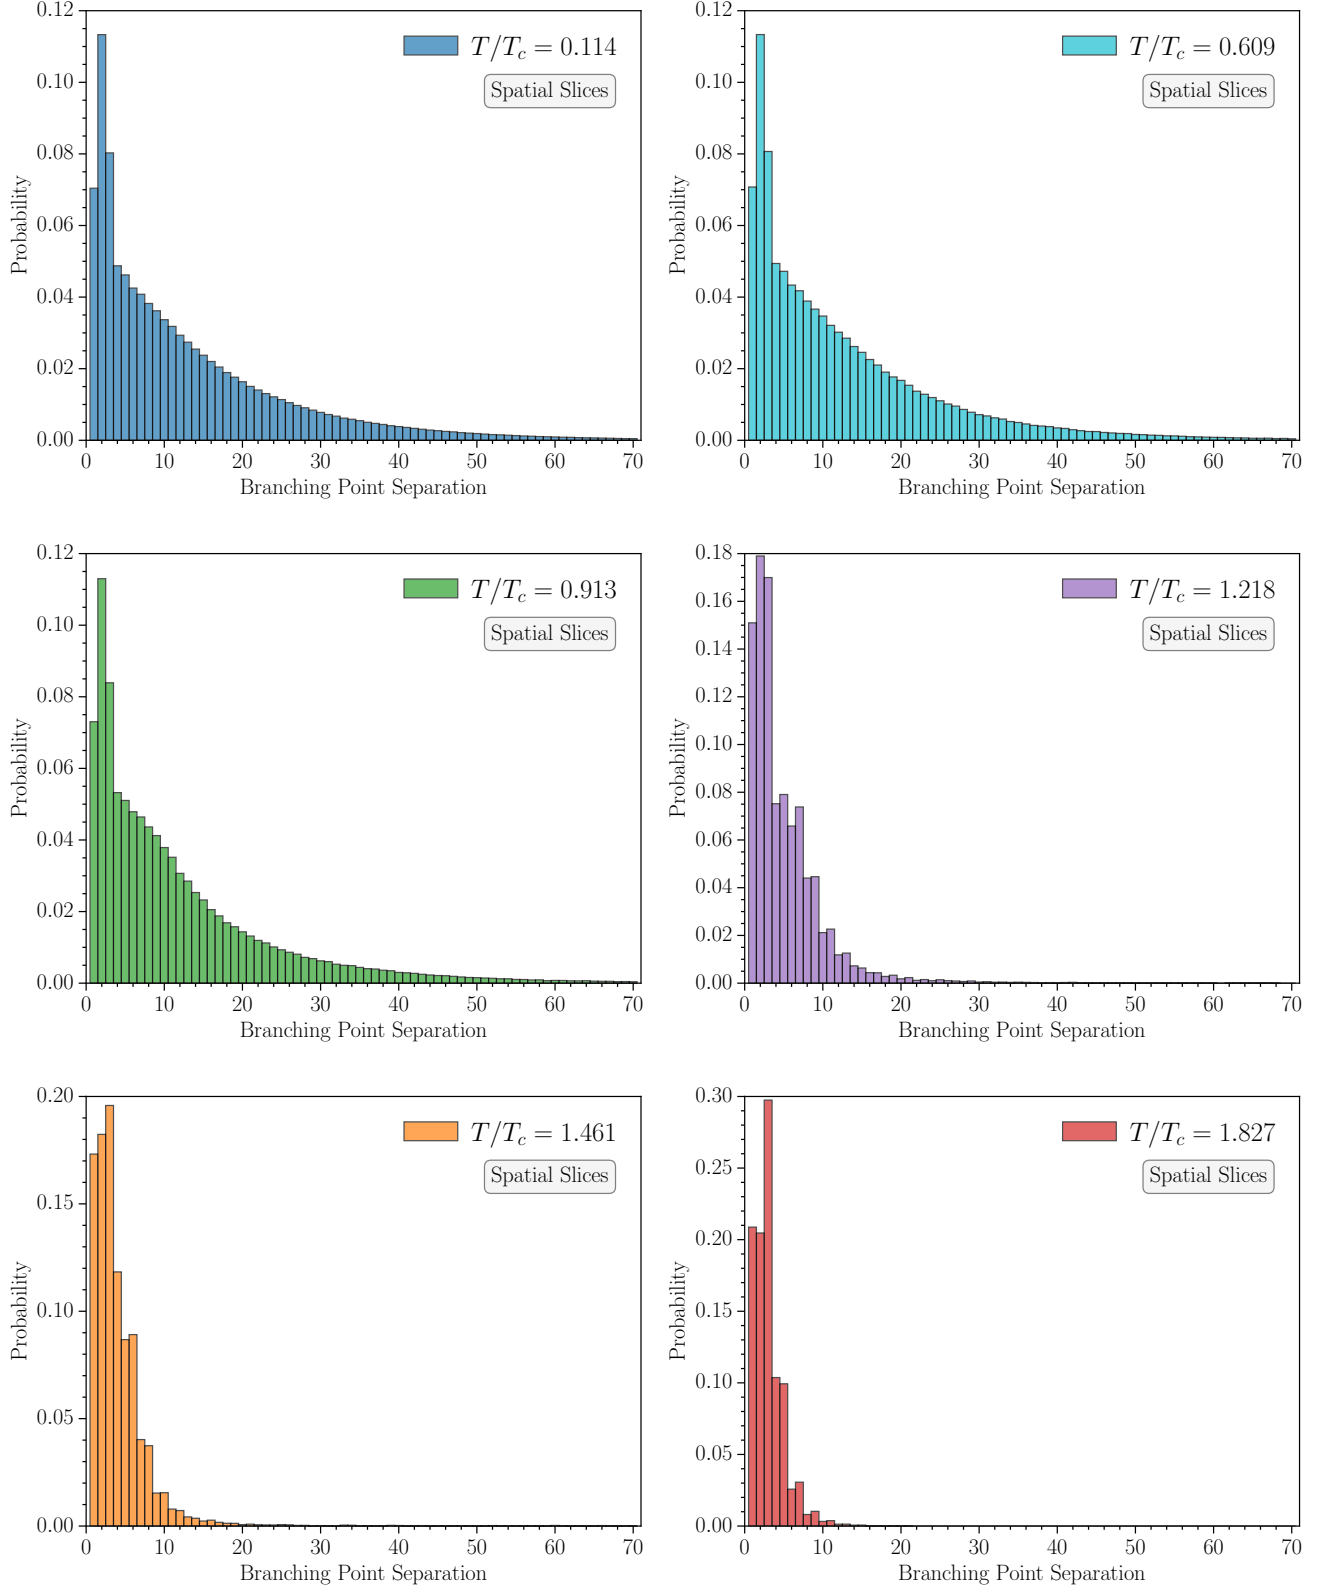 0.12
0.10
0.08
0.06
0.04
0.02
0.00
Probability
0 10 20 30 40 50 60 70
Branching Point Separation
T/T_c = 0.114
Spatial Slices
0.12
0.10
0.08
0.06
0.04
0.02
0.00
Probability
0 10 20 30 40 50 60 70
Branching Point Separation
T/T_c = 0.609
Spatial Slices
0.12
0.10
0.08
0.06
0.04
0.02
0.00
Probability
0 10 20 30 40 50 60 70
Branching Point Separation
T/T_c = 0.913
Spatial Slices
0.18
0.16
0.14
0.12
0.10
0.08
0.06
0.04
0.02
0.00
Probability
0 10 20 30 40 50 60 70
Branching Point Separation
T/T_c = 1.218
Spatial Slices
0.20
0.15
0.10
0.05
0.00
Probability
0 10 20 30 40 50 60 70
Branching Point Separation
T/T_c = 1.461
Spatial Slices
0.30
0.25
0.20
0.15
0.10
0.05
0.00
Probability
0 10 20 30 40 50 60 70
Branching Point Separation
T/T_c = 1.827
Spatial Slices